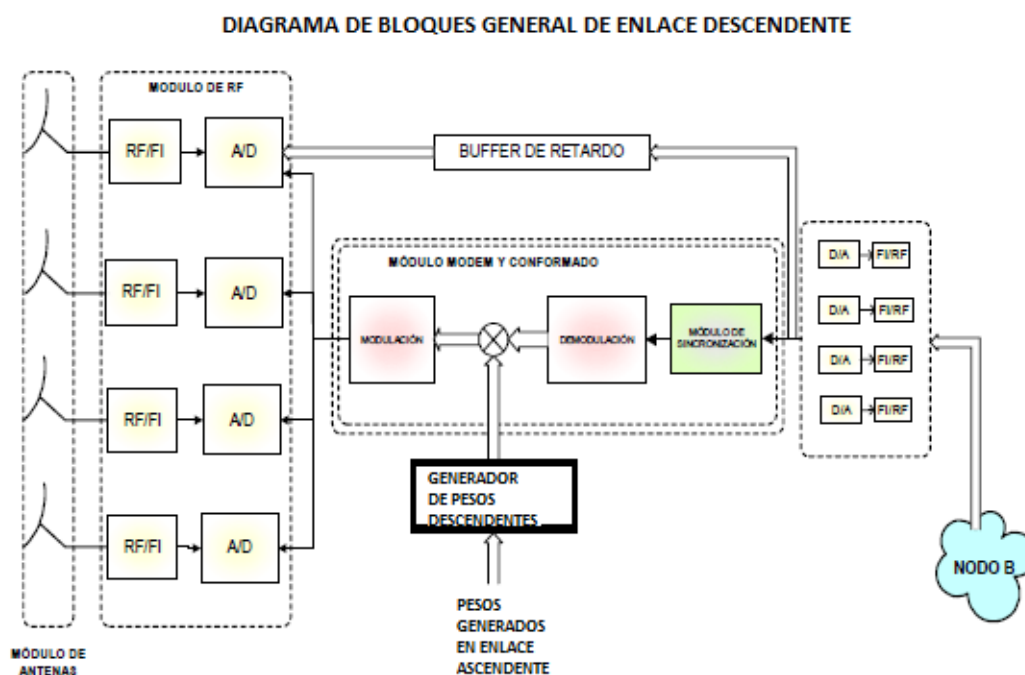 DIAGRAMA DE BLOQUES GENERAL DE ENLACE DESCENDENTE
MODULO DE RF
RF/FI
A/D
BUFFER DE RETARDO
RF/FI
A/D
MÓDULO MODEM Y CONFORMADO
MODULACIÓN
DEMODULACIÓN
MÓDULO DE
SINCRONIZACIÓN
D/A
FI/RF
D/A
FI/RF
D/A
FI/RF
D/A
FI/RF
RF/FI
A/D
GENERADOR
DE PESOS
DESCENDENTES
RF/FI
A/D
NODO B
PESOS
GENERADOS
EN ENLACE
ASCENDENTE
MÓDULO DE
ANTENAS